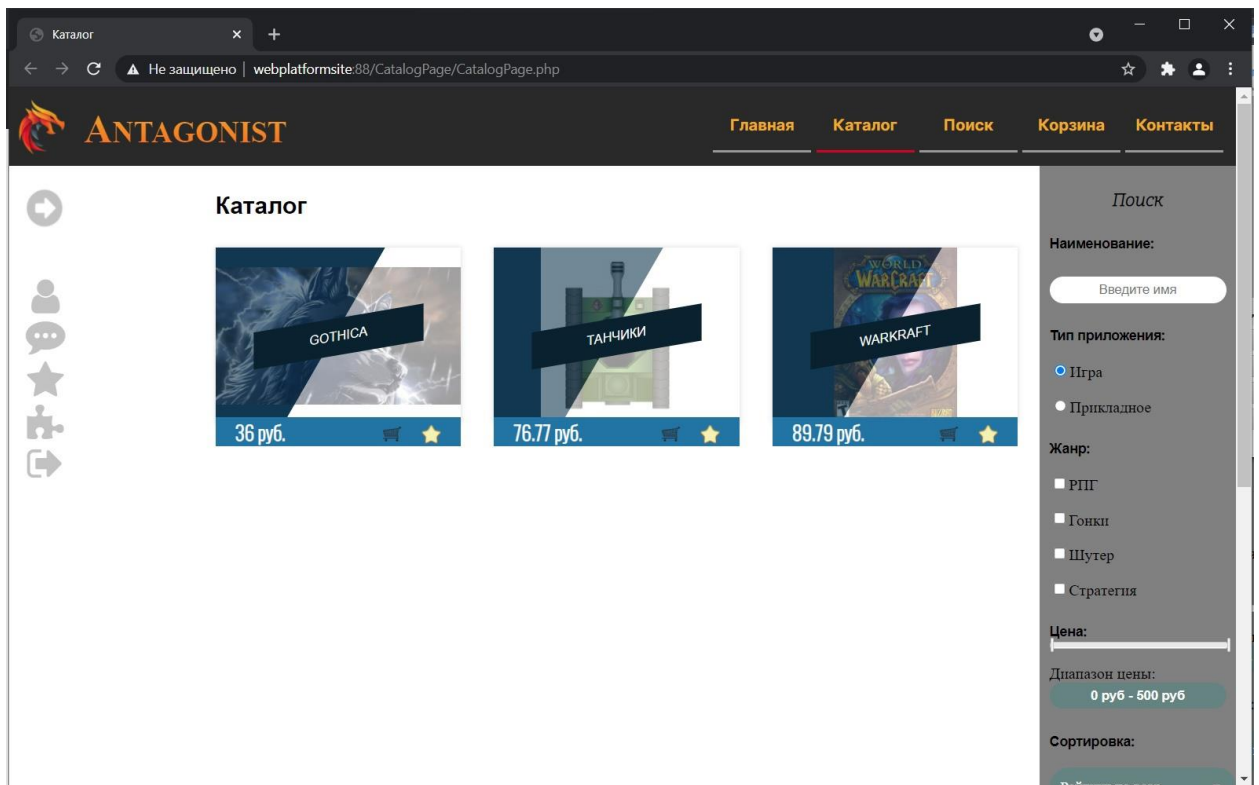 Каталог
Не защищено
webplatformsite:88/CatalogPage/CatalogPage.php
ANTAGONIST
Главная
Каталог
Поиск
Корзина
Контакты
Каталог
GOTHICA
36 руб.
ТАНЧИКИ
76.77 руб.
WORLD
WARCRAFT
WARKRAFT
89.79 руб.
Поиск
Наименование:
Введите имя
Тип приложения:
Игра
Прикладное
Жанр:
РПГ
Гонки
Шутер
Стратегия
Цена:
Диапазон цены:
0 руб - 500 руб
Сортировка: